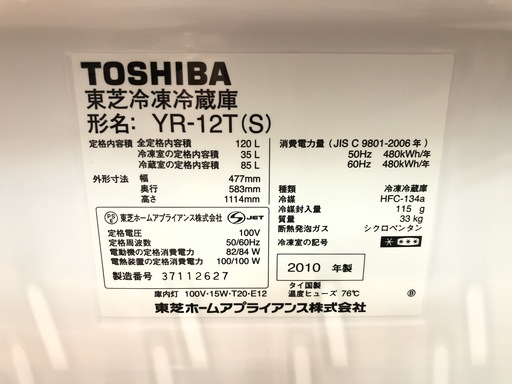 TOSHIBA
東芝冷凍冷蔵庫
形名: YR-12T(S)
定格内容積 全定格内容積 120 L
冷凍室の定格内容積 35 L
冷蔵室の定格内容積 85 L
外形寸法 幅 477mm
奥行 583mm
高さ 1114mm
PSE 東芝ホームアプライアンス株式会社 JET
定格電圧 100V
定格周波数 50/60Hz
電動機の定格消費電力 82/84 W
電熱装置の定格消費電力 100/100 W
製造番号 37112627
消費電力量 (JIS C 9801-2006年)
50Hz 480kWh/年
60Hz 480kWh/年
種類 冷凍冷蔵庫
冷媒 HFC-134a
冷媒封入量 115 g
質量 33 kg
断熱発泡ガス シクロペンタン
冷凍室の記号 * ***
2010 年製
タイ国製
庫内灯 100V·15W·T20·E12
温度ヒューズ 76℃
Ⓑ
東芝ホームアプライアンス株式会社